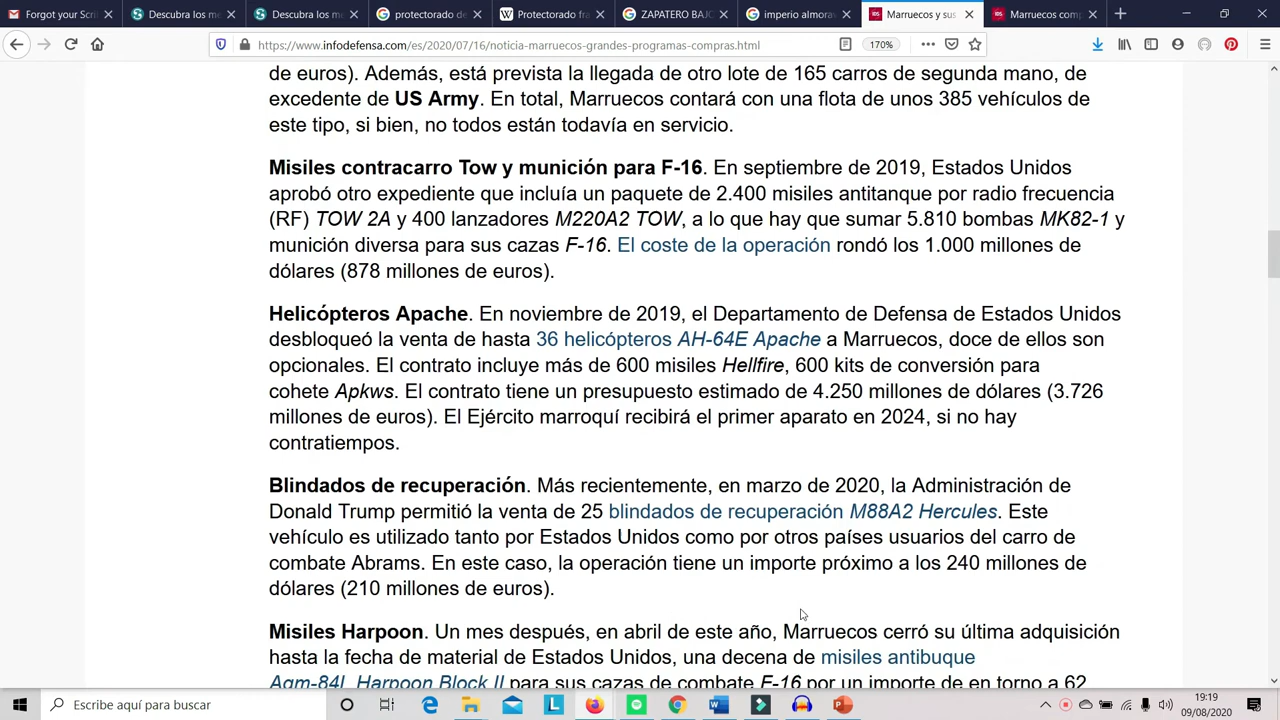 Forgot your Scri
Descubra los me
Descubra los me
protectorado de
Protectorado fra
ZAPATERO BAJO
imperio almora
Marruecos y sus
Marruecos com
https://www.infodefensa.com/es/2020/07/16/noticia-marruecos-grandes-programas-compras.html
170%
de euros). Además, está prevista la llegada de otro lote de 165 carros de segunda mano, de
excedente de US Army. En total, Marruecos contará con una flota de unos 385 vehículos de
este tipo, si bien, no todos están todavía en servicio.
Misiles contracarro Tow y munición para F-16. En septiembre de 2019, Estados Unidos
aprobó otro expediente que incluía un paquete de 2.400 misiles antitanque por radio frecuencia
(RF) TOW 2A y 400 lanzadores M220A2 TOW, a lo que hay que sumar 5.810 bombas MK82-1 y
munición diversa para sus cazas F-16. El coste de la operación rondó los 1.000 millones de
dólares (878 millones de euros).
Helicópteros Apache. En noviembre de 2019, el Departamento de Defensa de Estados Unidos
desbloqueó la venta de hasta 36 helicópteros AH-64E Apache a Marruecos, doce de ellos son
opcionales. El contrato incluye más de 600 misiles Hellfire, 600 kits de conversión para
cohete Apkws. El contrato tiene un presupuesto estimado de 4.250 millones de dólares (3.726
millones de euros). El Ejército marroquí recibirá el primer aparato en 2024, si no hay
contratiempos.
Blindados de recuperación. Más recientemente, en marzo de 2020, la Administración de
Donald Trump permitió la venta de 25 blindados de recuperación M88A2 Hercules. Este
vehículo es utilizado tanto por Estados Unidos como por otros países usuarios del carro de
combate Abrams. En este caso, la operación tiene un importe próximo a los 240 millones de
dólares (210 millones de euros).
Misiles Harpoon. Un mes después, en abril de este año, Marruecos cerró su última adquisición
hasta la fecha de material de Estados Unidos, una decena de misiles antibuque
Agm-84L Harpoon Block II para sus cazas de combate F-16 por un importe de en torno a 62
Escribe aquí para buscar
19:19
09/08/2020